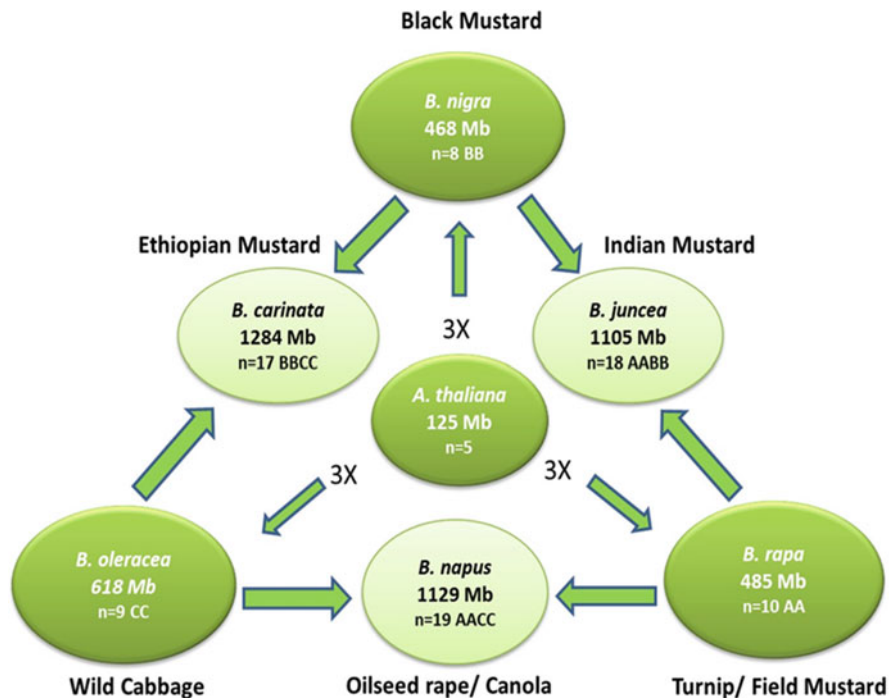 Black Mustard
B. nigra
468 Mb
n=8 BB
Ethiopian Mustard
Indian Mustard
B. carinata
1284 Mb
n=17 BBCC
3X
B. juncea
1105 Mb
n=18 AABB
A. thaliana
125 Mb
n=5
3X
3X
B. oleracea
618 Mb
n=9 CC
B. napus
1129 Mb
n=19 AACC
B. rapa
485 Mb
n=10 AA
Wild Cabbage
Oilseed rape/ Canola
Turnip/ Field Mustard